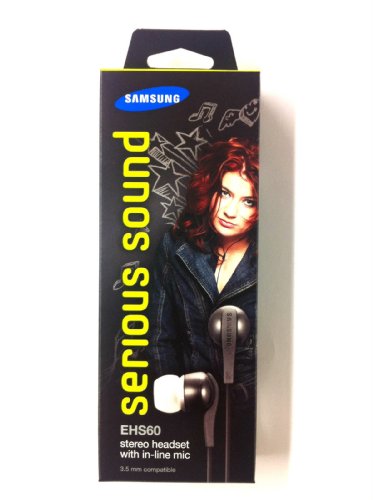 SAMSUNG
serious sound
SAMSUNG
EHS60
stereo headset
with in-line mic
3.5 mm compatible